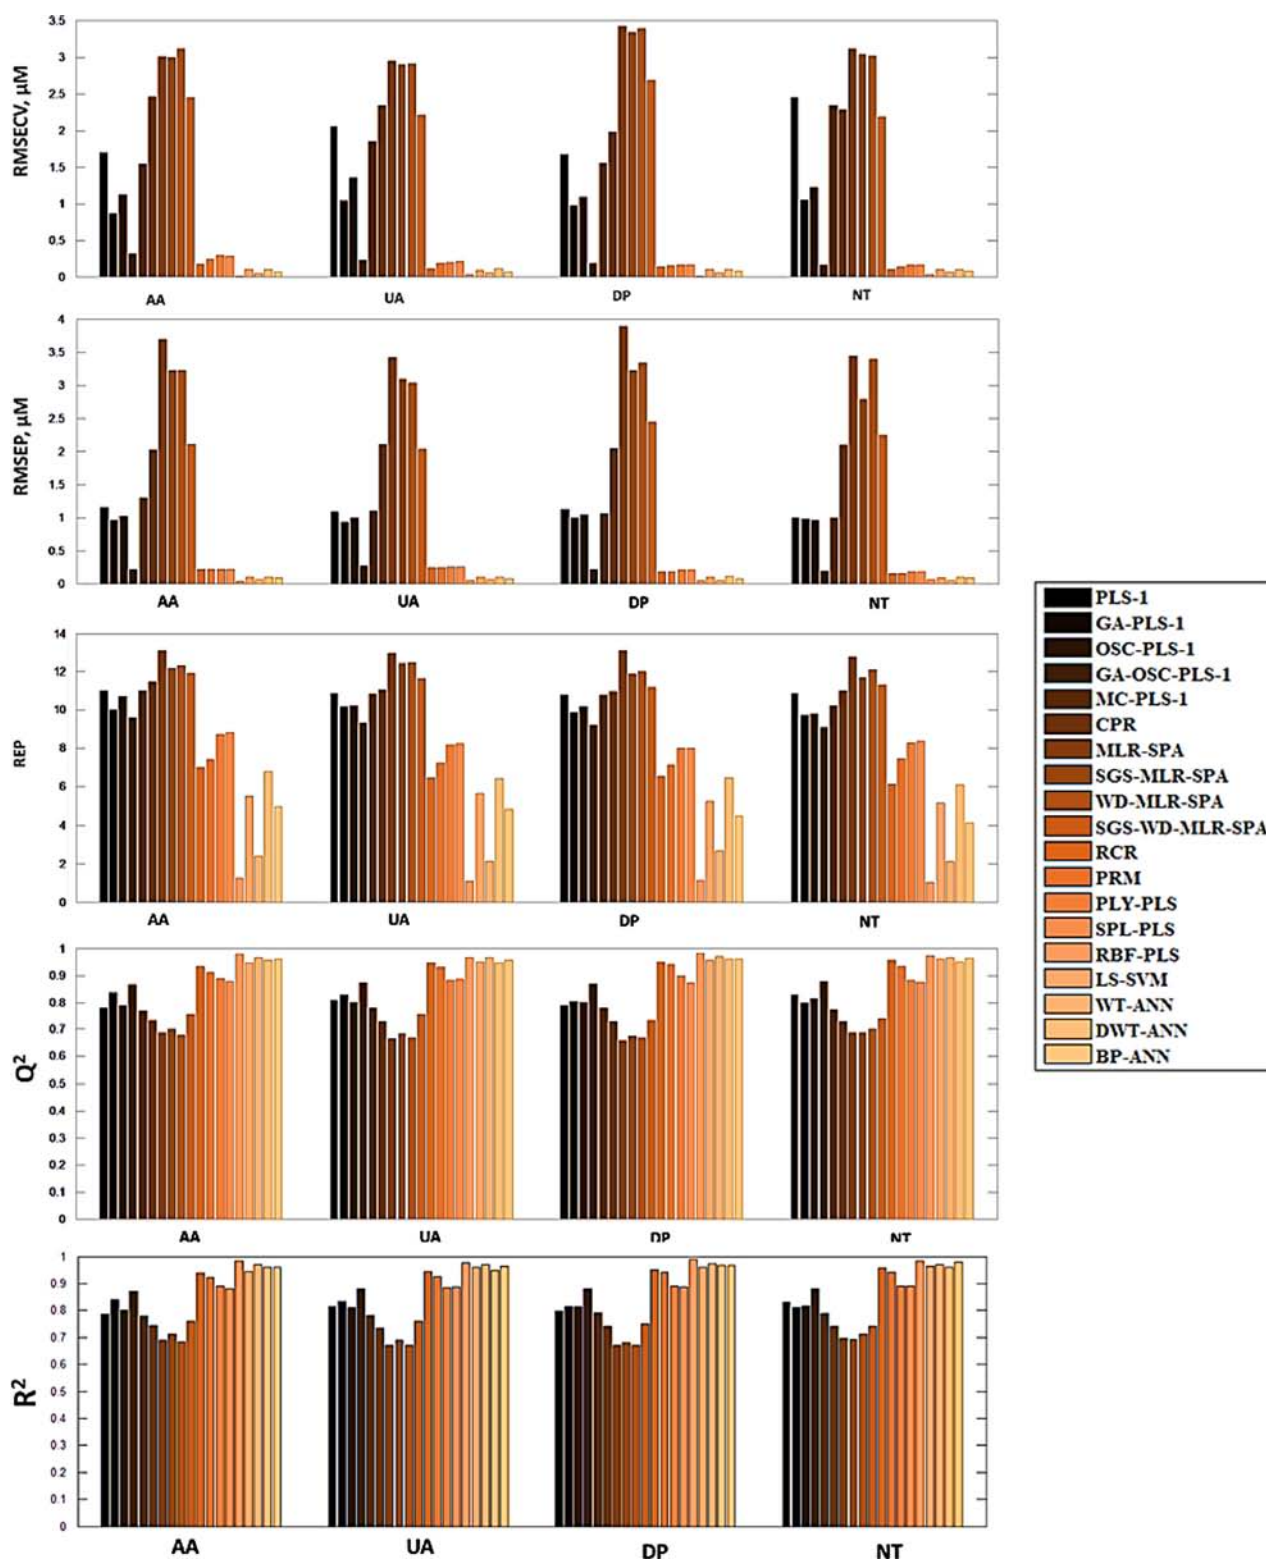 RMSECV, μM
3.5
3
2.5
2
1.5
1
0.5
0
AA
UA
DP
NT
RMSEP, μM
4
3.5
3
2.5
2
1.5
1
0.5
0
AA
UA
DP
NT
REP
14
12
10
8
6
4
2
0
AA
UA
DP
NT
Q²
1
0.9
0.8
0.7
0.6
0.5
0.4
0.3
0.2
0.1
0
AA
UA
DP
NT
R²
1
0.9
0.8
0.7
0.6
0.5
0.4
0.3
0.2
0.1
0
AA
UA
DP
NT
PLS-1
GA-PLS-1
OSC-PLS-1
GA-OSC-PLS-1
MC-PLS-1
CPR
MLR-SPA
SGS-MLR-SPA
WD-MLR-SPA
SGS-WD-MLR-SPA
RCR
PRM
PLY-PLS
SPL-PLS
RBF-PLS
LS-SVM
WT-ANN
DWT-ANN
BP-ANN